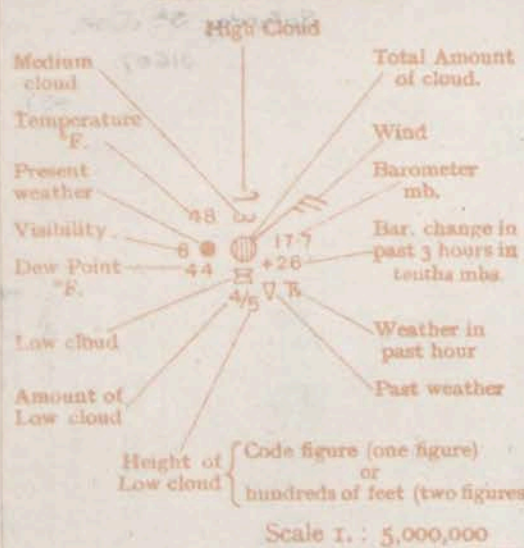 High Cloud
Medium
cloud
Total Amount
of cloud.
Temperature
°F.
Wind
Present
weather
Barometer
mb.
48
Visibility
6
17.7
Bar. change in
past 3 hours in
tenths mbs.
Dew Point
°F.
44
+26
4/5
Low cloud
Weather in
past hour
Amount of
Low cloud
Past weather
Height of
Low cloud
Code figure (one figure)
or
hundreds of feet (two figures
Scale 1. : 5,000,000